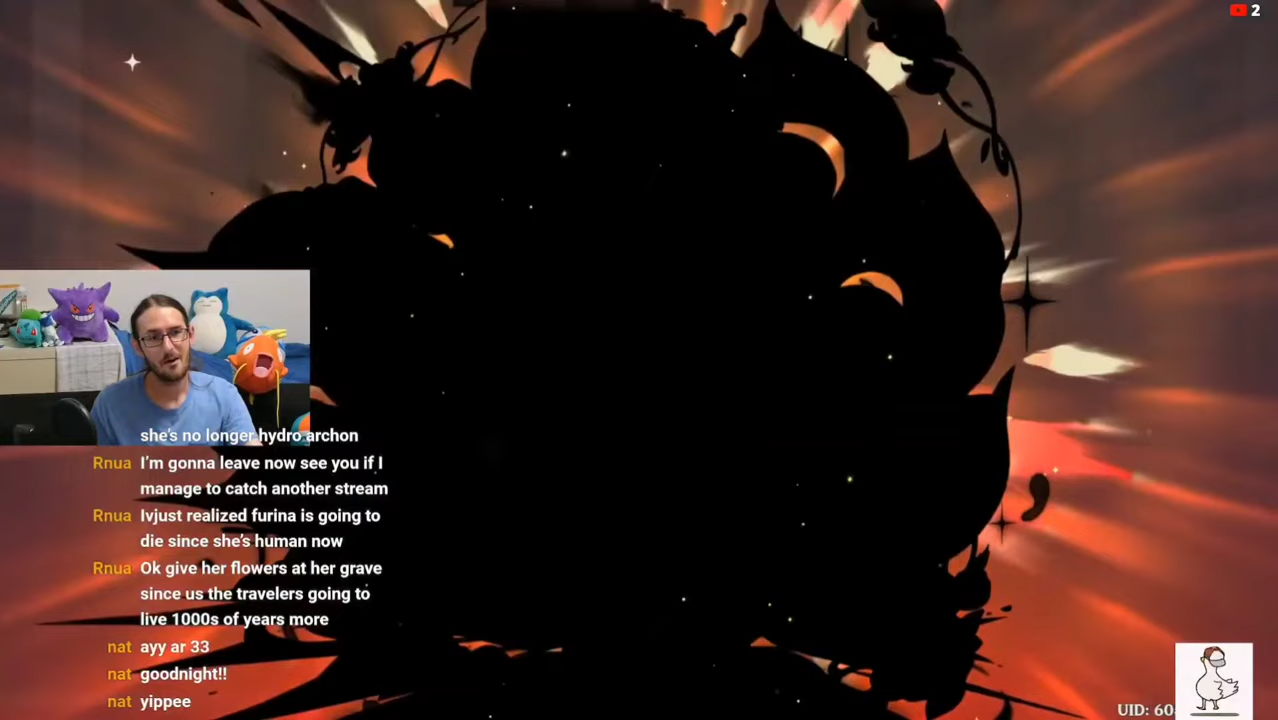 2
she's no longer hydro archon
Rnua I'm gonna leave now see you if I
manage to catch another stream
Rnua Ivjust realized furina is going to
die since she's human now
Rnua Ok give her flowers at her grave
since us the travelers going to
live 1000s of years more
nat ayy ar 33
nat goodnight!!
nat yippee
UID: 60